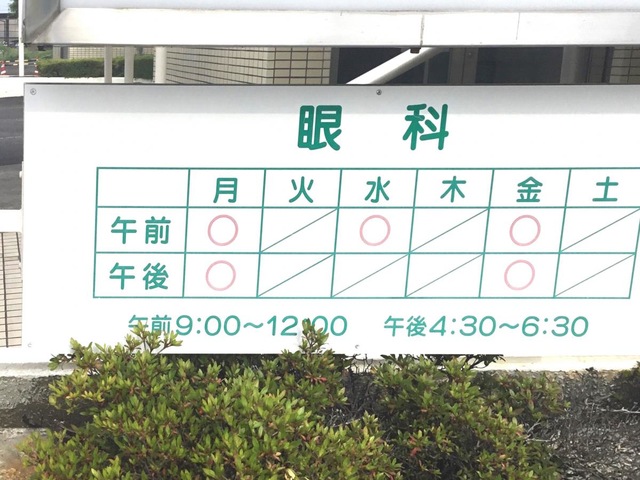 眼科
月 火 水 木 金 土
午前 ○ ／ ○ ／ ○ ／
午後 ○ ／ ／ ／ ○ ／
午前9:00～12:00 午後4:30～6:30